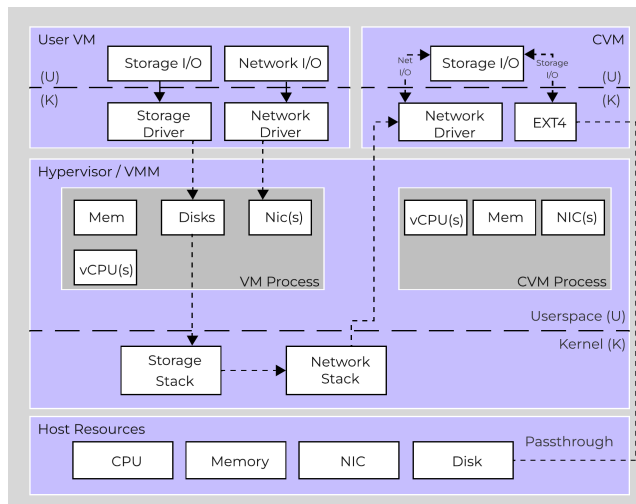 User VM
CVM
Storage I/O
Network I/O
Net
I/O
Storage I/O
Storage
I/O
(U)
(U)
(K)
(K)
Storage
Driver
Network
Driver
Network
Driver
EXT4
Hypervisor / VMM
Mem
Disks
Nic(s)
vCPU(s)
Mem
NIC(s)
vCPU(s)
VM Process
CVM Process
Userspace (U)
Kernel (K)
Storage
Stack
Network
Stack
Host Resources
Passthrough
CPU
Memory
NIC
Disk